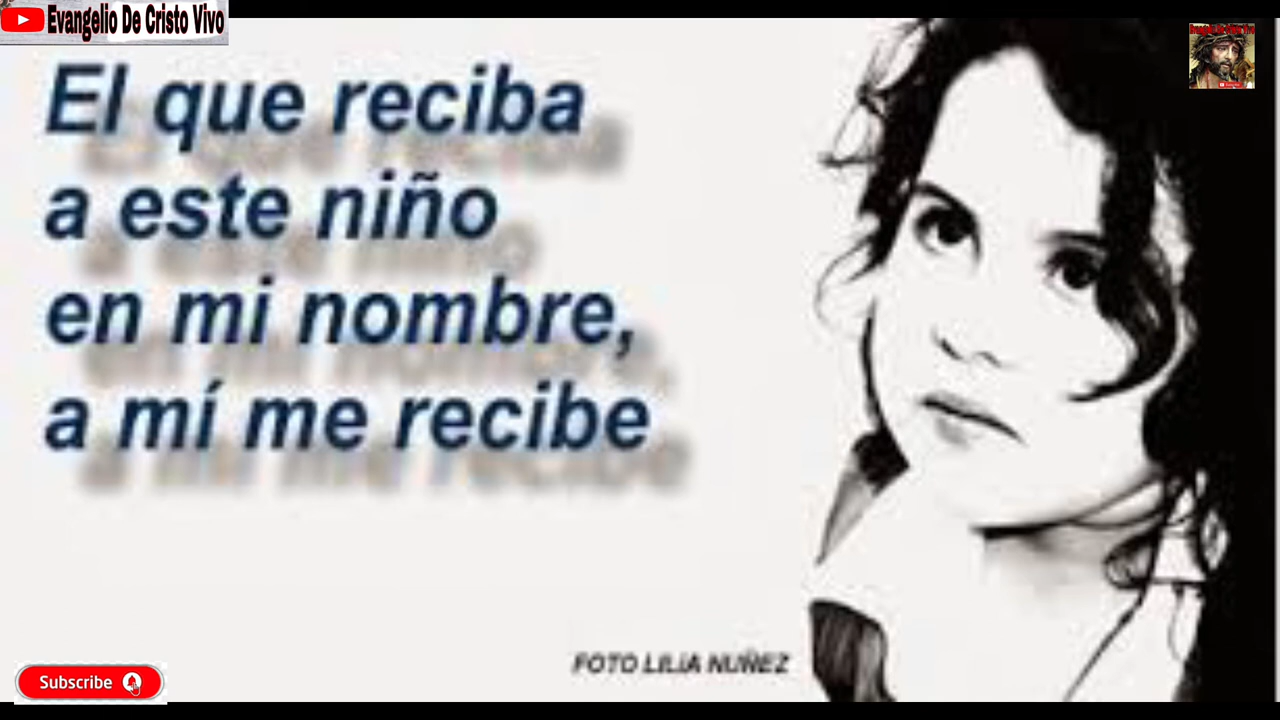 Evangelio De Cristo Vivo
El que reciba
a este niño
en mi nombre,
a mí me recibe
FOTO LILIA NUÑEZ
Subscribe